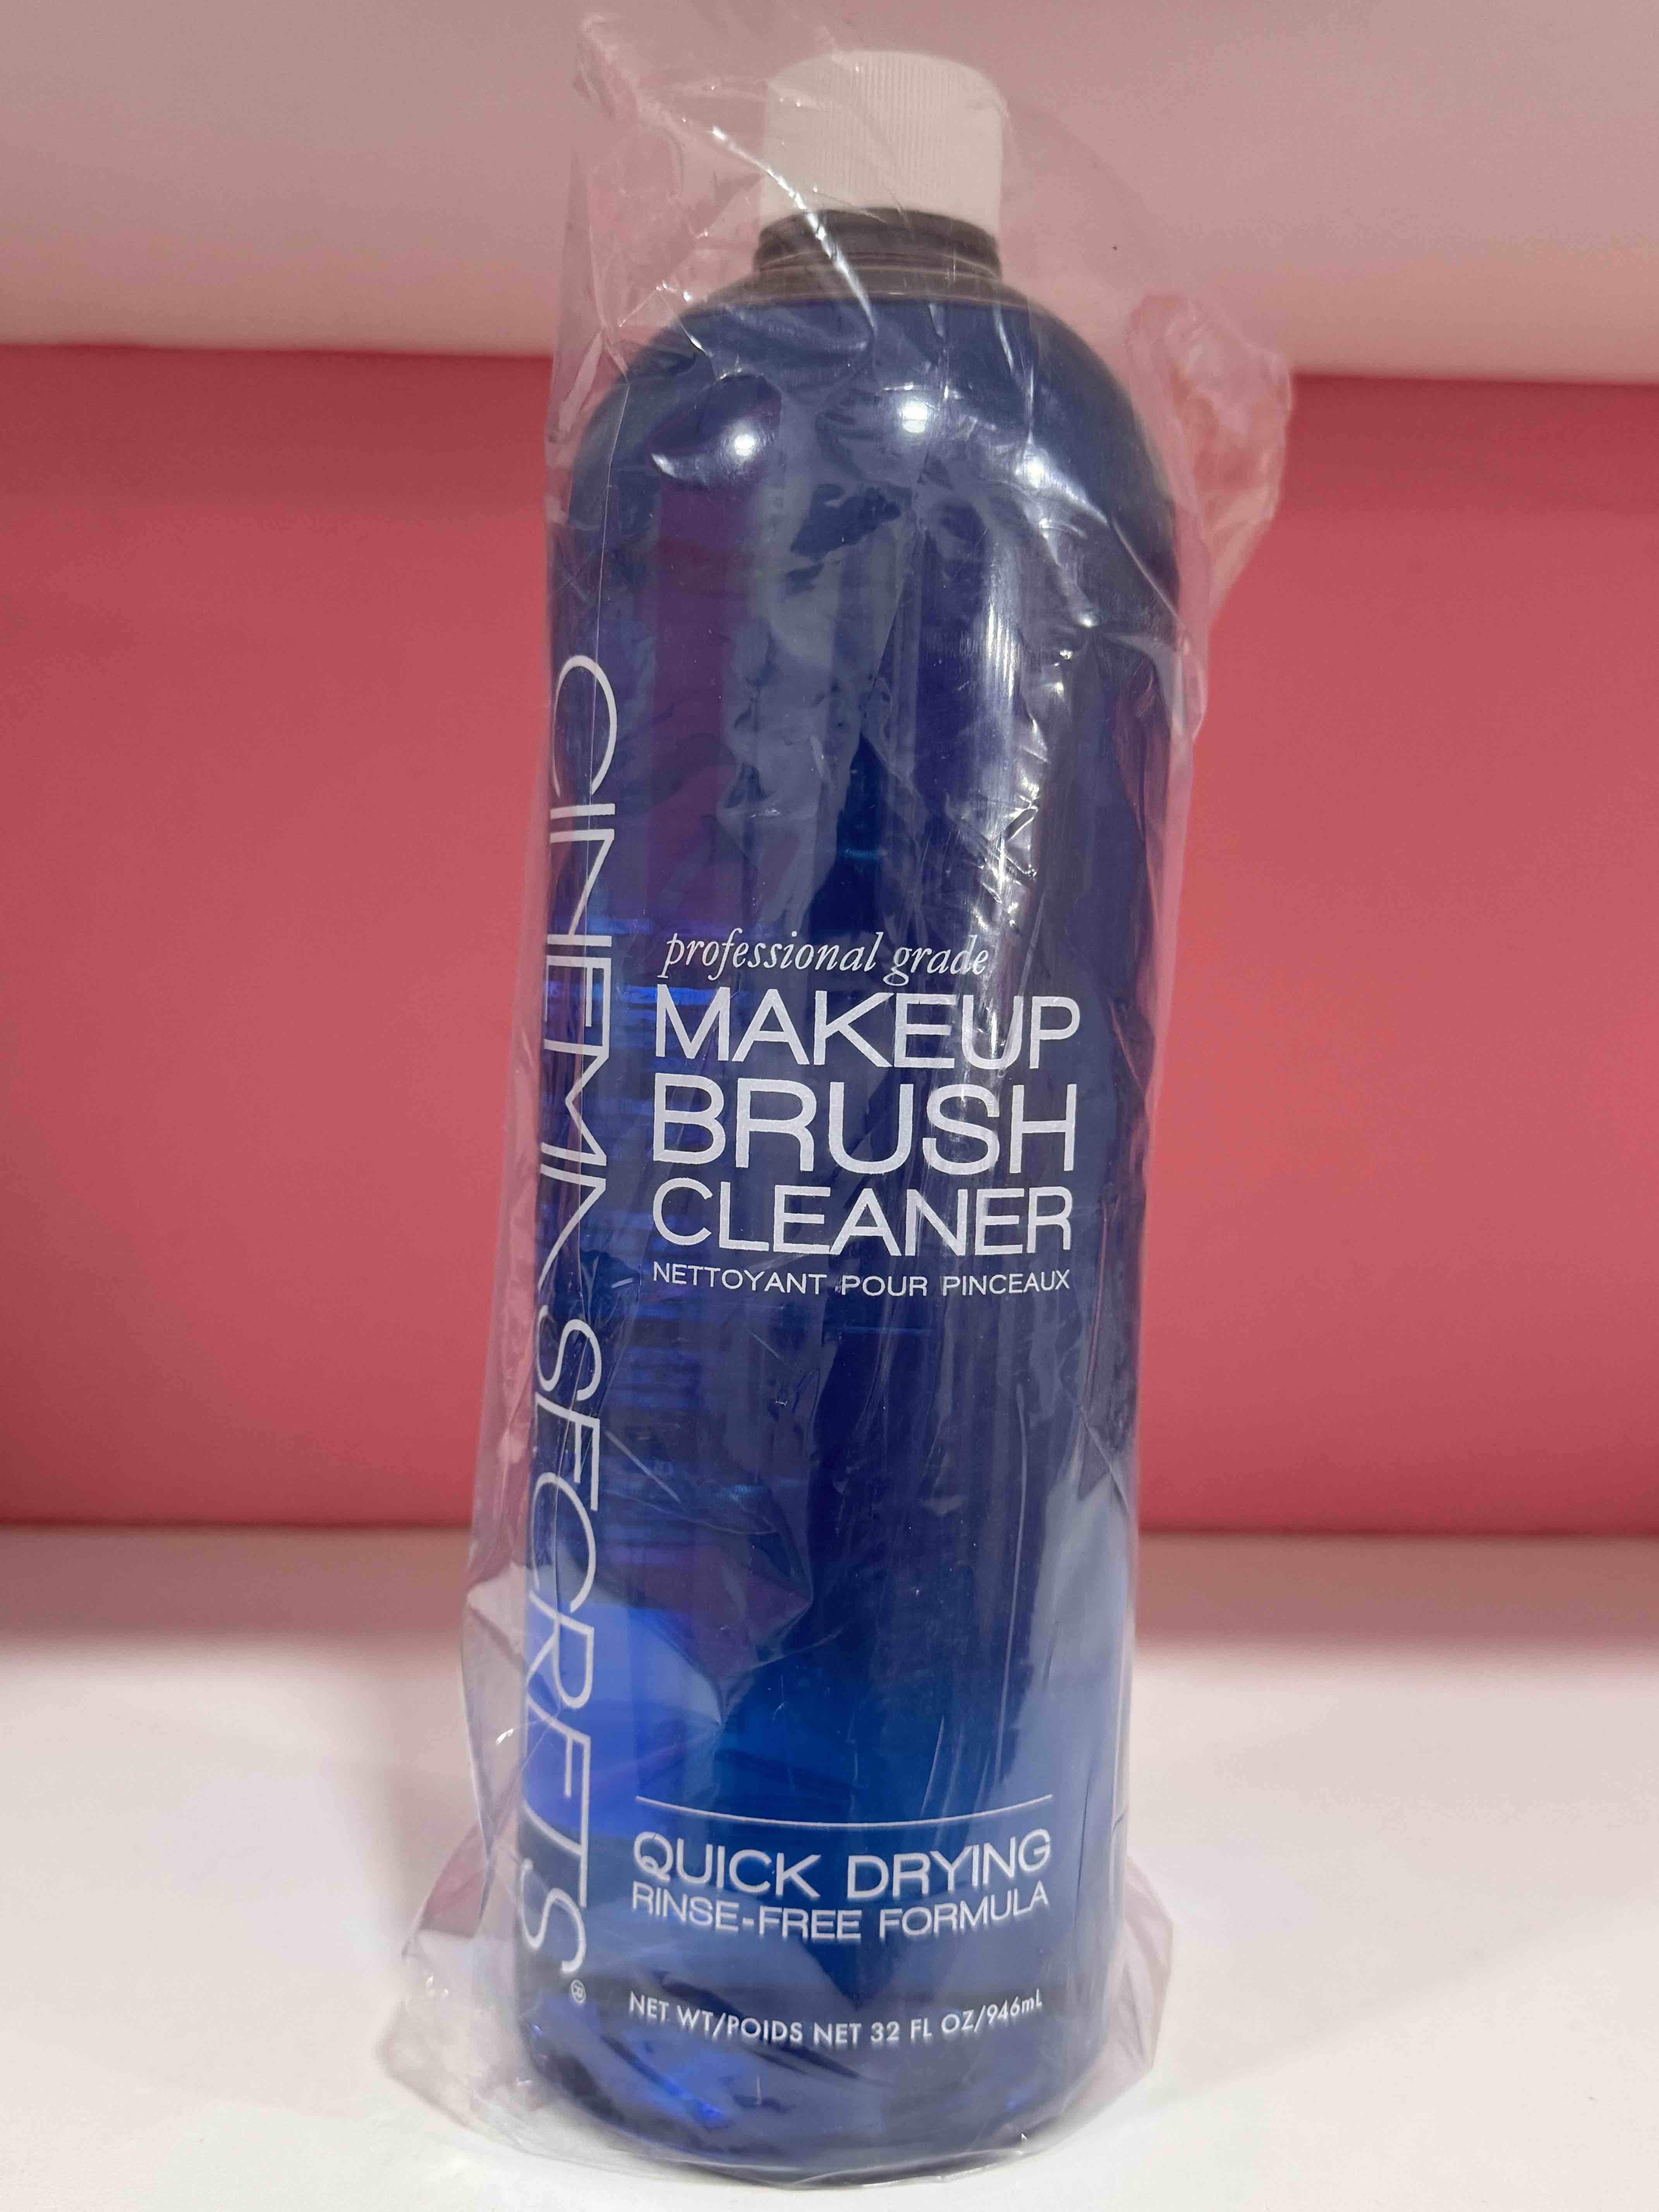 CINEMA SECRETS®
professional grade
MAKEUP
BRUSH
CLEANER
NETTOYANT POUR PINCEAUX
QUICK DRYING
RINSE-FREE FORMULA
NET WT/POIDS NET 32 FL OZ/946mL